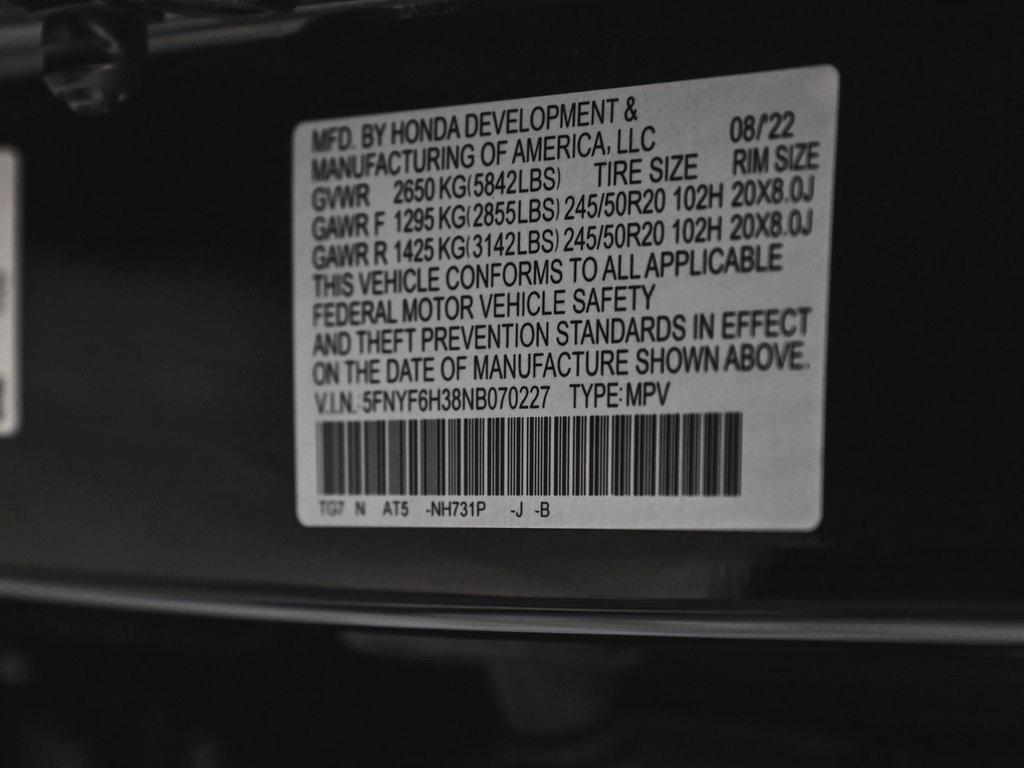 MFD. BY HONDA DEVELOPMENT &
MANUFACTURING OF AMERICA, LLC 08/'22
GVWR 2650 KG(5842LBS) TIRE SIZE RIM SIZE
GAWR F 1295 KG(2855LBS) 245/50R20 102H 20X8.0J
GAWR R 1425 KG(3142LBS) 245/50R20 102H 20X8.0J
THIS VEHICLE CONFORMS TO ALL APPLICABLE
FEDERAL MOTOR VEHICLE SAFETY
AND THEFT PREVENTION STANDARDS IN EFFECT
ON THE DATE OF MANUFACTURE SHOWN ABOVE.
V.I.N.:5FNYF6H38NB070227 TYPE:MPV
TG7 N AT5 -NH731P -J -B